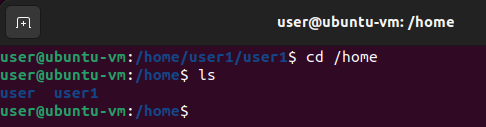 user@ubuntu-vm: /home
user@ubuntu-vm:/home/user1/user1$ cd /home
user@ubuntu-vm:/home$ ls
user  user1
user@ubuntu-vm:/home$